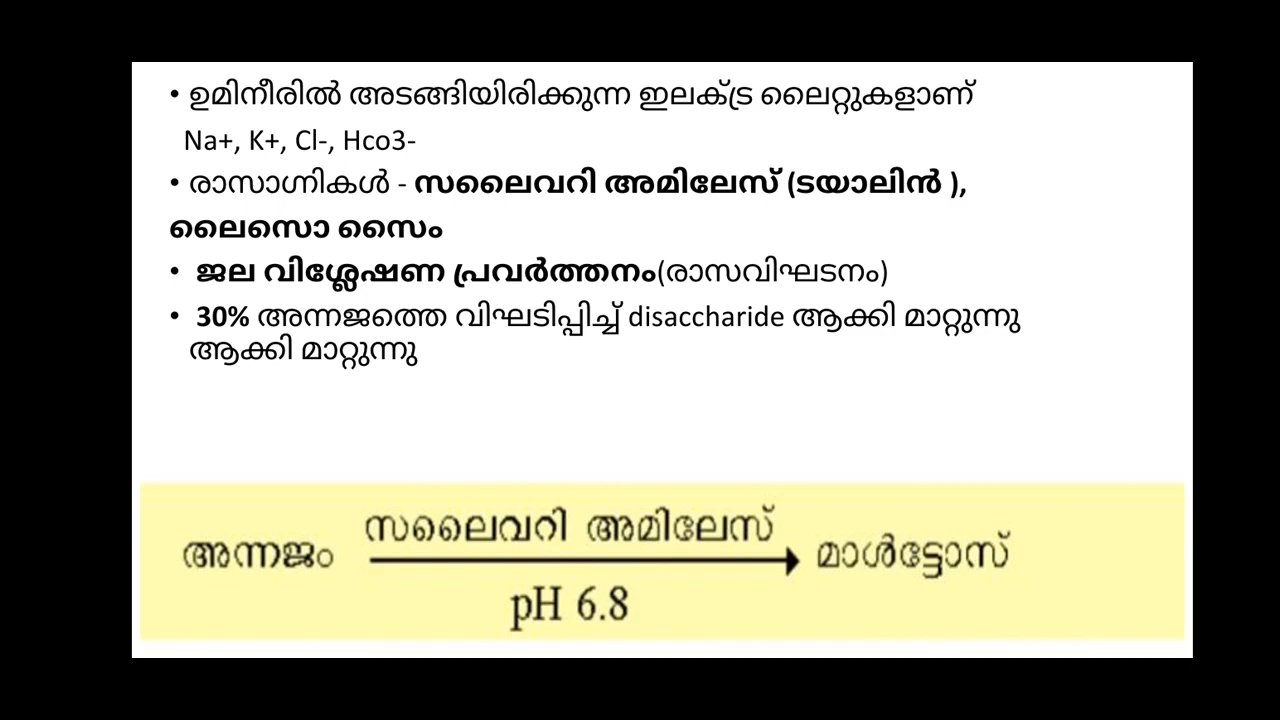 • ഉമിനീരിൽ അടങ്ങിയിരിക്കുന്ന ഇലക്ട്ര ലൈറ്റുകളാണ്
Na+, K+, Cl-, Hco3-
• രാസാഗ്നികൾ - സലൈവറി അമിലേസ് (ടയാലിൻ ),
ലൈസൊ സൈം
• ജല വിശ്ലേഷണ പ്രവർത്തനം(രാസവിഘടനം)
• 30% അന്നജത്തെ വിഘടിപ്പിച്ച് disaccharide ആക്കി മാറ്റുന്നു
ആക്കി മാറ്റുന്നു
സലൈവറി അമിലേസ്
അന്നജം മാൾട്ടോസ്
pH 6.8